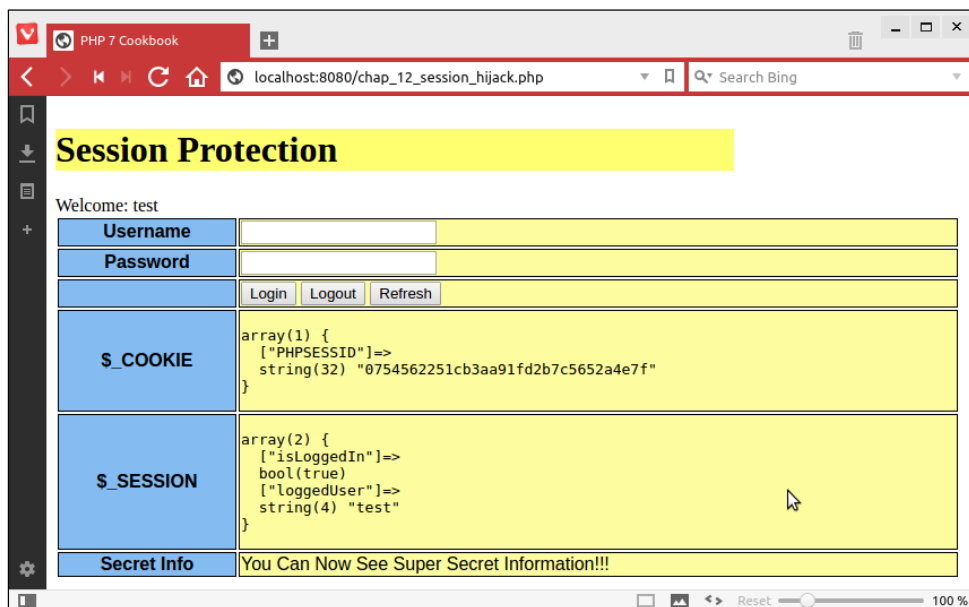 PHP 7 Cookbook
localhost:8080/chap_12_session_hijack.php
Search Bing
Session Protection
Welcome: test
Username
Password
Login Logout Refresh
$_COOKIE
array(1) {
["PHPSESSID"]=>
string(32) "0754562251cb3aa91fd2b7c5652a4e7f"
}
$_SESSION
array(2) {
["isLoggedIn"]=>
bool(true)
["loggedUser"]=>
string(4) "test"
}
Secret Info You Can Now See Super Secret Information!!!
Reset 100 %